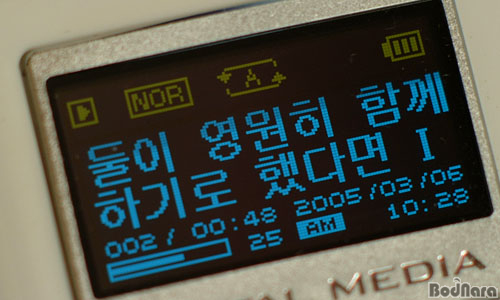 NOR A
둘이 영원히 함께
하기로 했다면 I
002 / 00:48 2005/03/06
25 AM 10:28
AL MEDIA
BodNara